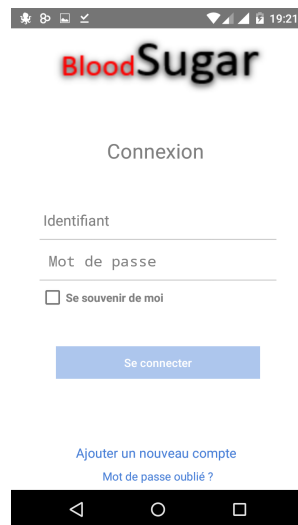 19:21
BloodSugar
Connexion
Identifiant
Mot de passe
Se souvenir de moi
Se connecter
Ajouter un nouveau compte
Mot de passe oublié ?